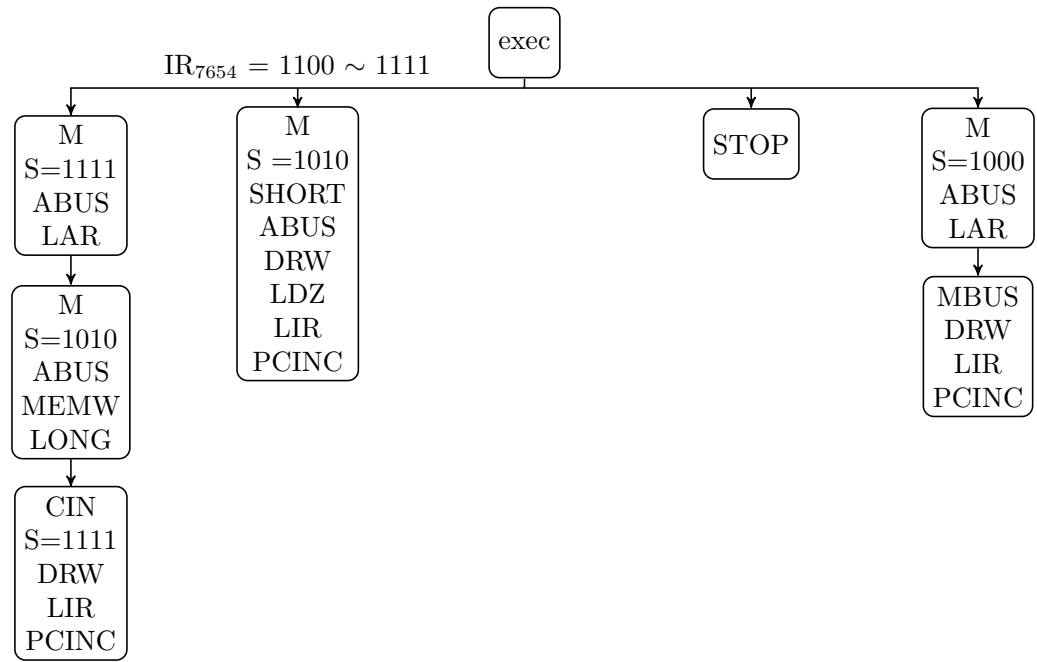 exec
IR₇₆₅₄ = 1100 ∼ 1111
M
S=1111
ABUS
LAR
M
S=1010
ABUS
MEMW
LONG
CIN
S=1111
DRW
LIR
PCINC
M
S =1010
SHORT
ABUS
DRW
LDZ
LIR
PCINC
STOP
M
S=1000
ABUS
LAR
MBUS
DRW
LIR
PCINC